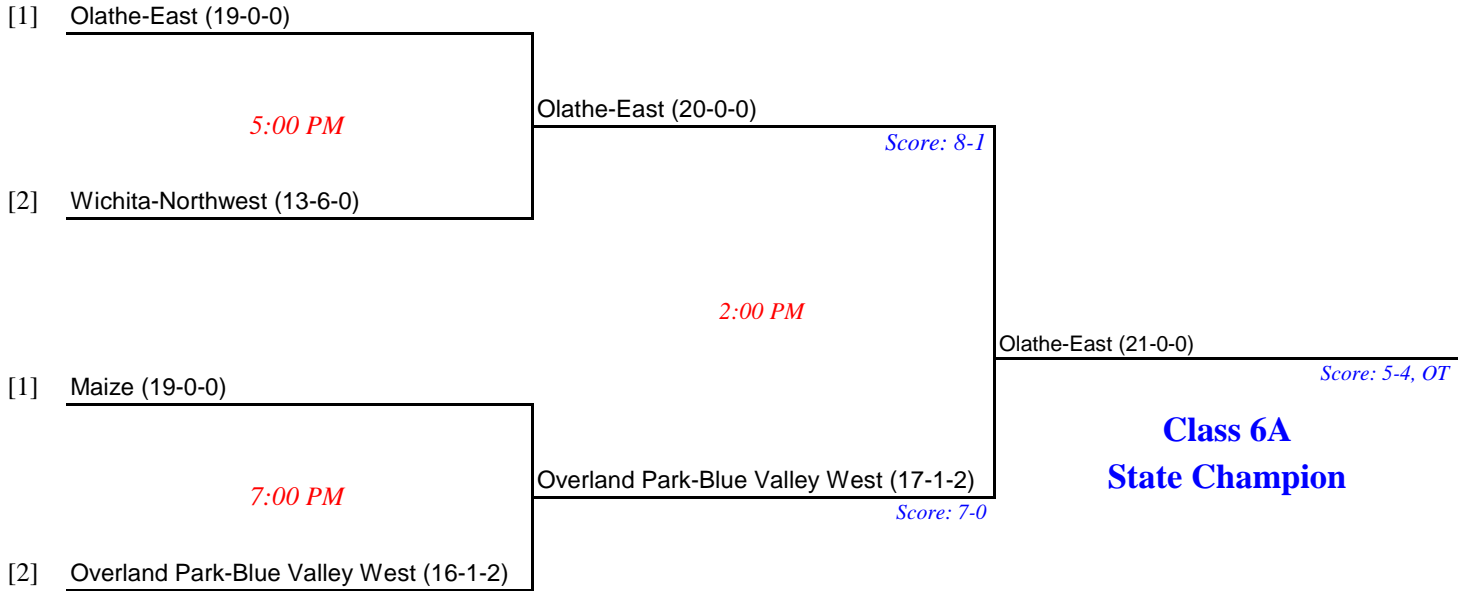 [1] Olathe-East (19-0-0)
Olathe-East (20-0-0)
5:00 PM
Score: 8-1
[2] Wichita-Northwest (13-6-0)
2:00 PM
Olathe-East (21-0-0)
Score: 5-4, OT
[1] Maize (19-0-0)
Class 6A
State Champion
Overland Park-Blue Valley West (17-1-2)
7:00 PM
Score: 7-0
[2] Overland Park-Blue Valley West (16-1-2)